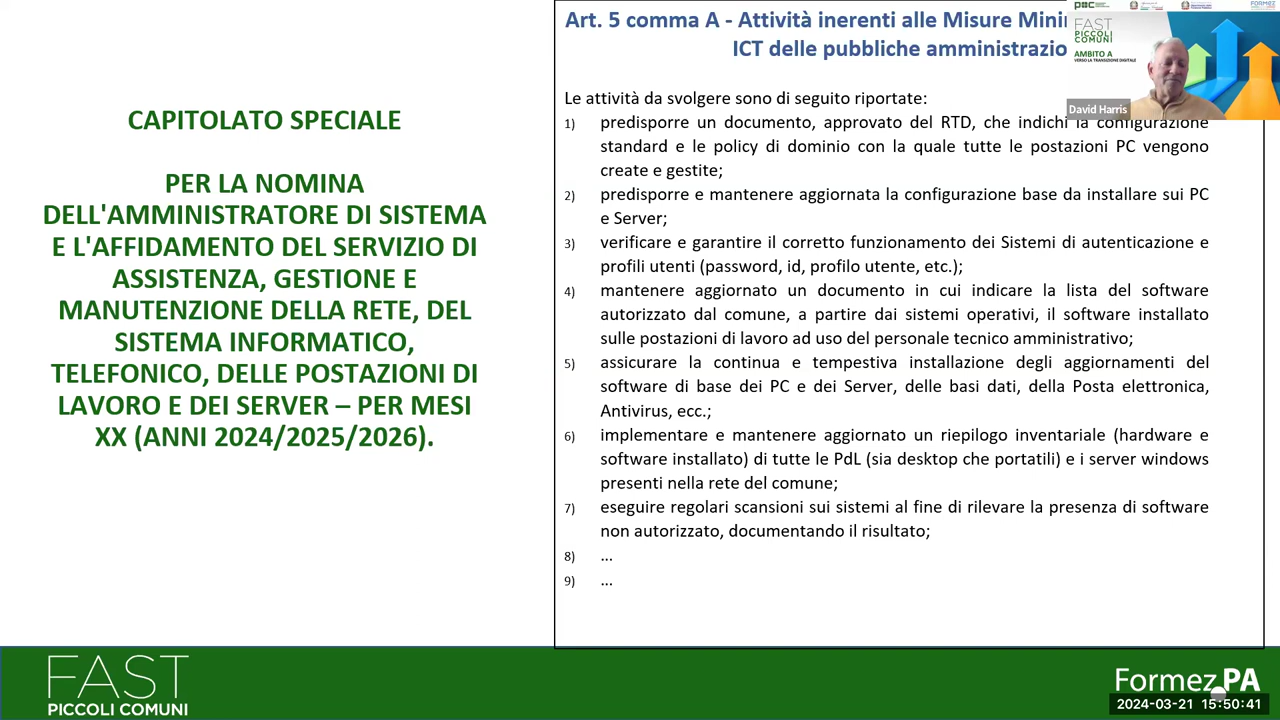 CAPITOLATO SPECIALE
PER LA NOMINA
DELL'AMMINISTRATORE DI SISTEMA
E L'AFFIDAMENTO DEL SERVIZIO DI
ASSISTENZA, GESTIONE E
MANUTENZIONE DELLA RETE, DEL
SISTEMA INFORMATICO,
TELEFONICO, DELLE POSTAZIONI DI
LAVORO E DEI SERVER – PER MESI
XX (ANNI 2024/2025/2026).
Art. 5 comma A - Attività inerenti alle Misure
ICT delle pubbliche
Le attività da svolgere sono di seguito riportate:
1) predisporre un documento, approvato del RTD, che indichi la configurazione
standard e le policy di dominio con la quale tutte le postazioni PC vengono
create e gestite;
2) predisporre e mantenere aggiornata la configurazione base da installare sui PC
e Server;
3) verificare e garantire il corretto funzionamento dei Sistemi di autenticazione e
profili utenti (password, id, profilo utente, etc.);
4) mantenere aggiornato un documento in cui indicare la lista del software
autorizzato dal comune, a partire dai sistemi operativi, il software installato
sulle postazioni di lavoro ad uso del personale tecnico amministrativo;
5) assicurare la continua e tempestiva installazione degli aggiornamenti del
software di base dei PC e dei Server, delle basi dati, della Posta elettronica,
Antivirus, ecc.;
6) implementare e mantenere aggiornato un riepilogo inventariale (hardware e
software installato) di tutte le PdL (sia desktop che portatili) e i server windows
presenti nella rete del comune;
7) eseguire regolari scansioni sui sistemi al fine di rilevare la presenza di software
non autorizzato, documentando il risultato;
8) ...
9) ...
FAST
PICCOLI COMUNI
AMBITO A
VERSO LA TRANSIZIONE DIGITALE
David Harris
FAST
PICCOLI COMUNI
Formez PA
2024-03-21 15:50:41